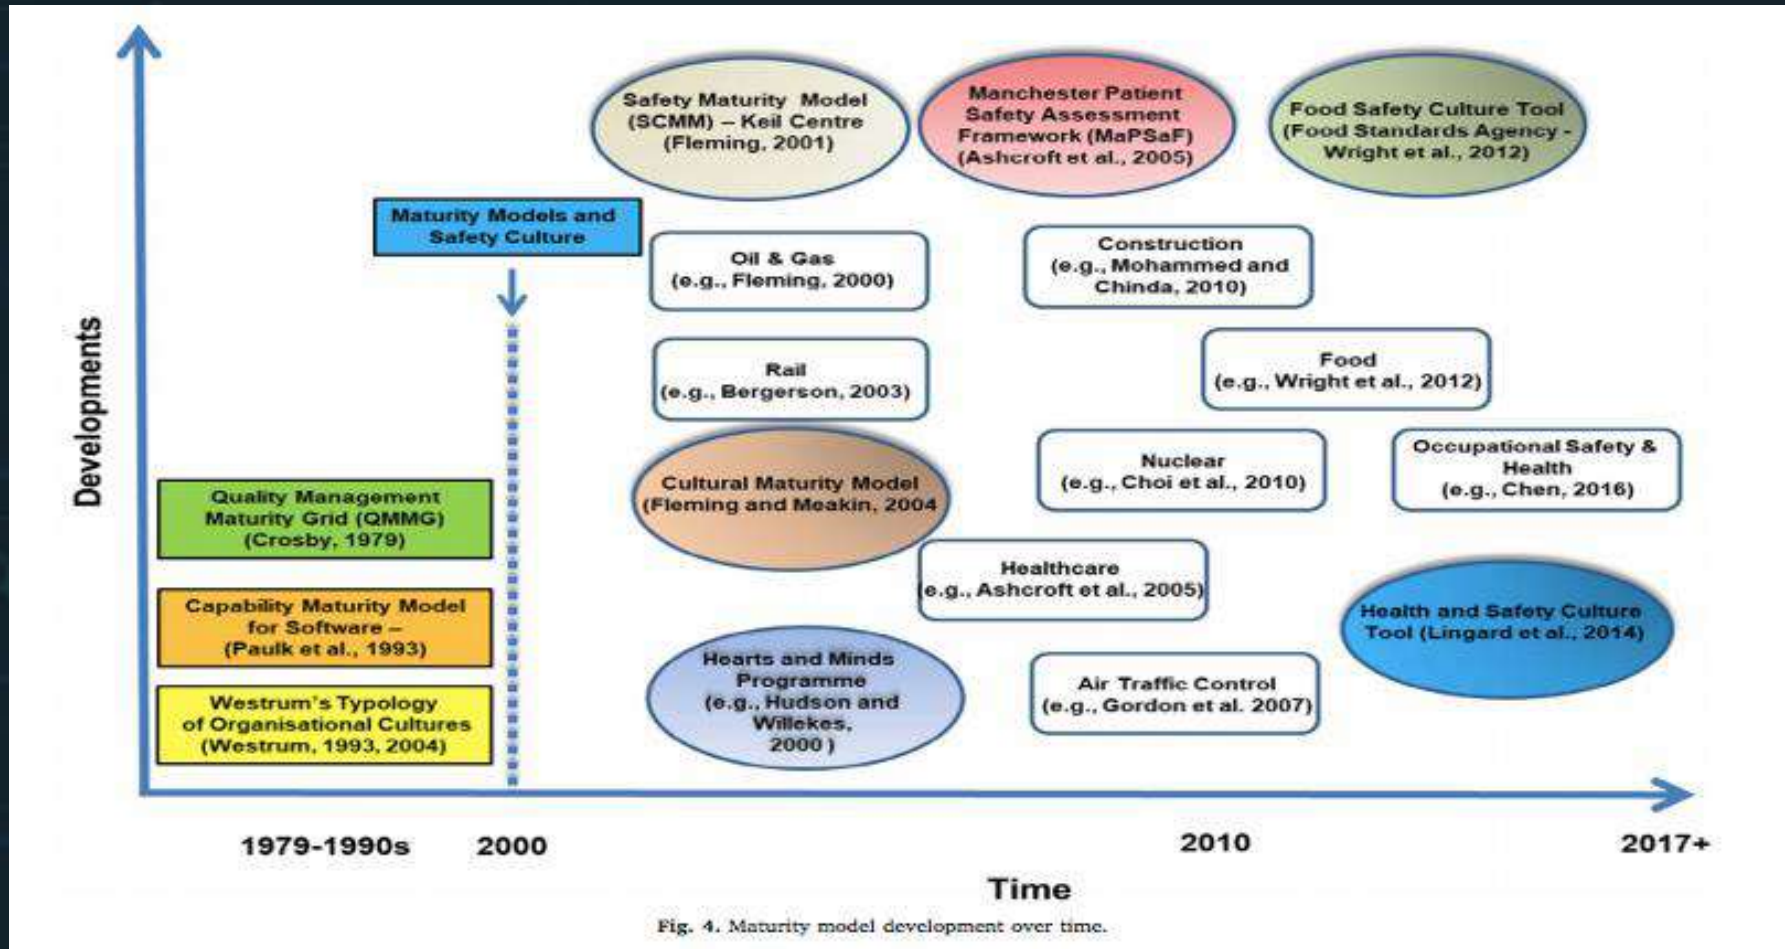 Safety Maturity Model
(SCMM) – Keil Centre
(Fleming, 2001)
Manchester Patient
Safety Assessment
Framework (MaPSaF)
(Ashcroft et al., 2005)
Food Safety Culture Tool
(Food Standards Agency -
Wright et al., 2012)
Maturity Models and
Safety Culture
Oil & Gas
(e.g., Fleming, 2000)
Construction
(e.g., Mohammed and
Chinda, 2010)
Rail
(e.g., Bergerson, 2003)
Food
(e.g., Wright et al., 2012)
Developments
Quality Management
Maturity Grid (QMMG)
(Crosby, 1979)
Cultural Maturity Model
(Fleming and Meakin, 2004
Nuclear
(e.g., Choi et al., 2010)
Occupational Safety &
Health
(e.g., Chen, 2016)
Capability Maturity Model
for Software –
(Paulk et al., 1993)
Healthcare
(e.g., Ashcroft et al., 2005)
Health and Safety Culture
Tool (Lingard et al., 2014)
Westrum's Typology
of Organisational Cultures
(Westrum, 1993, 2004)
Hearts and Minds
Programme
(e.g., Hudson and
Willekes,
2000 )
Air Traffic Control
(e.g., Gordon et al. 2007)
1979-1990s
2000
2010
2017+
Time
Fig. 4. Maturity model development over time.